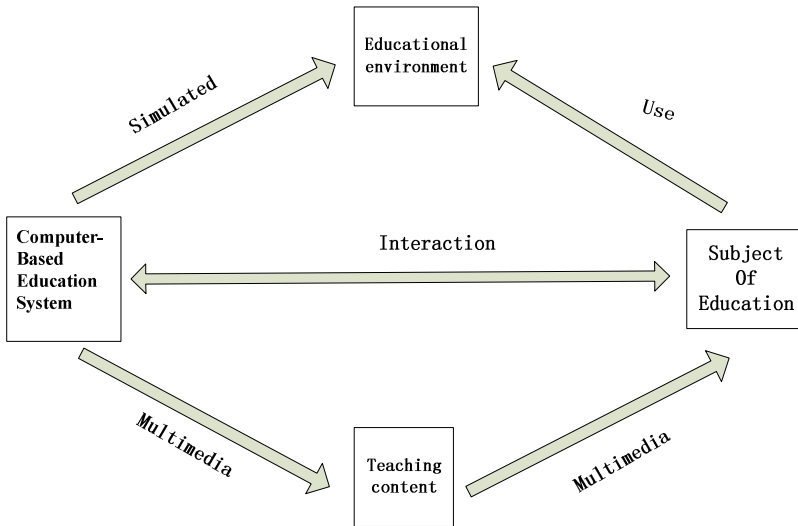 Educational
environment
Simulated
Use
Computer-
Based
Education
System
Interaction
Subject
Of
Education
Multimedia
Teaching
content
Multimedia